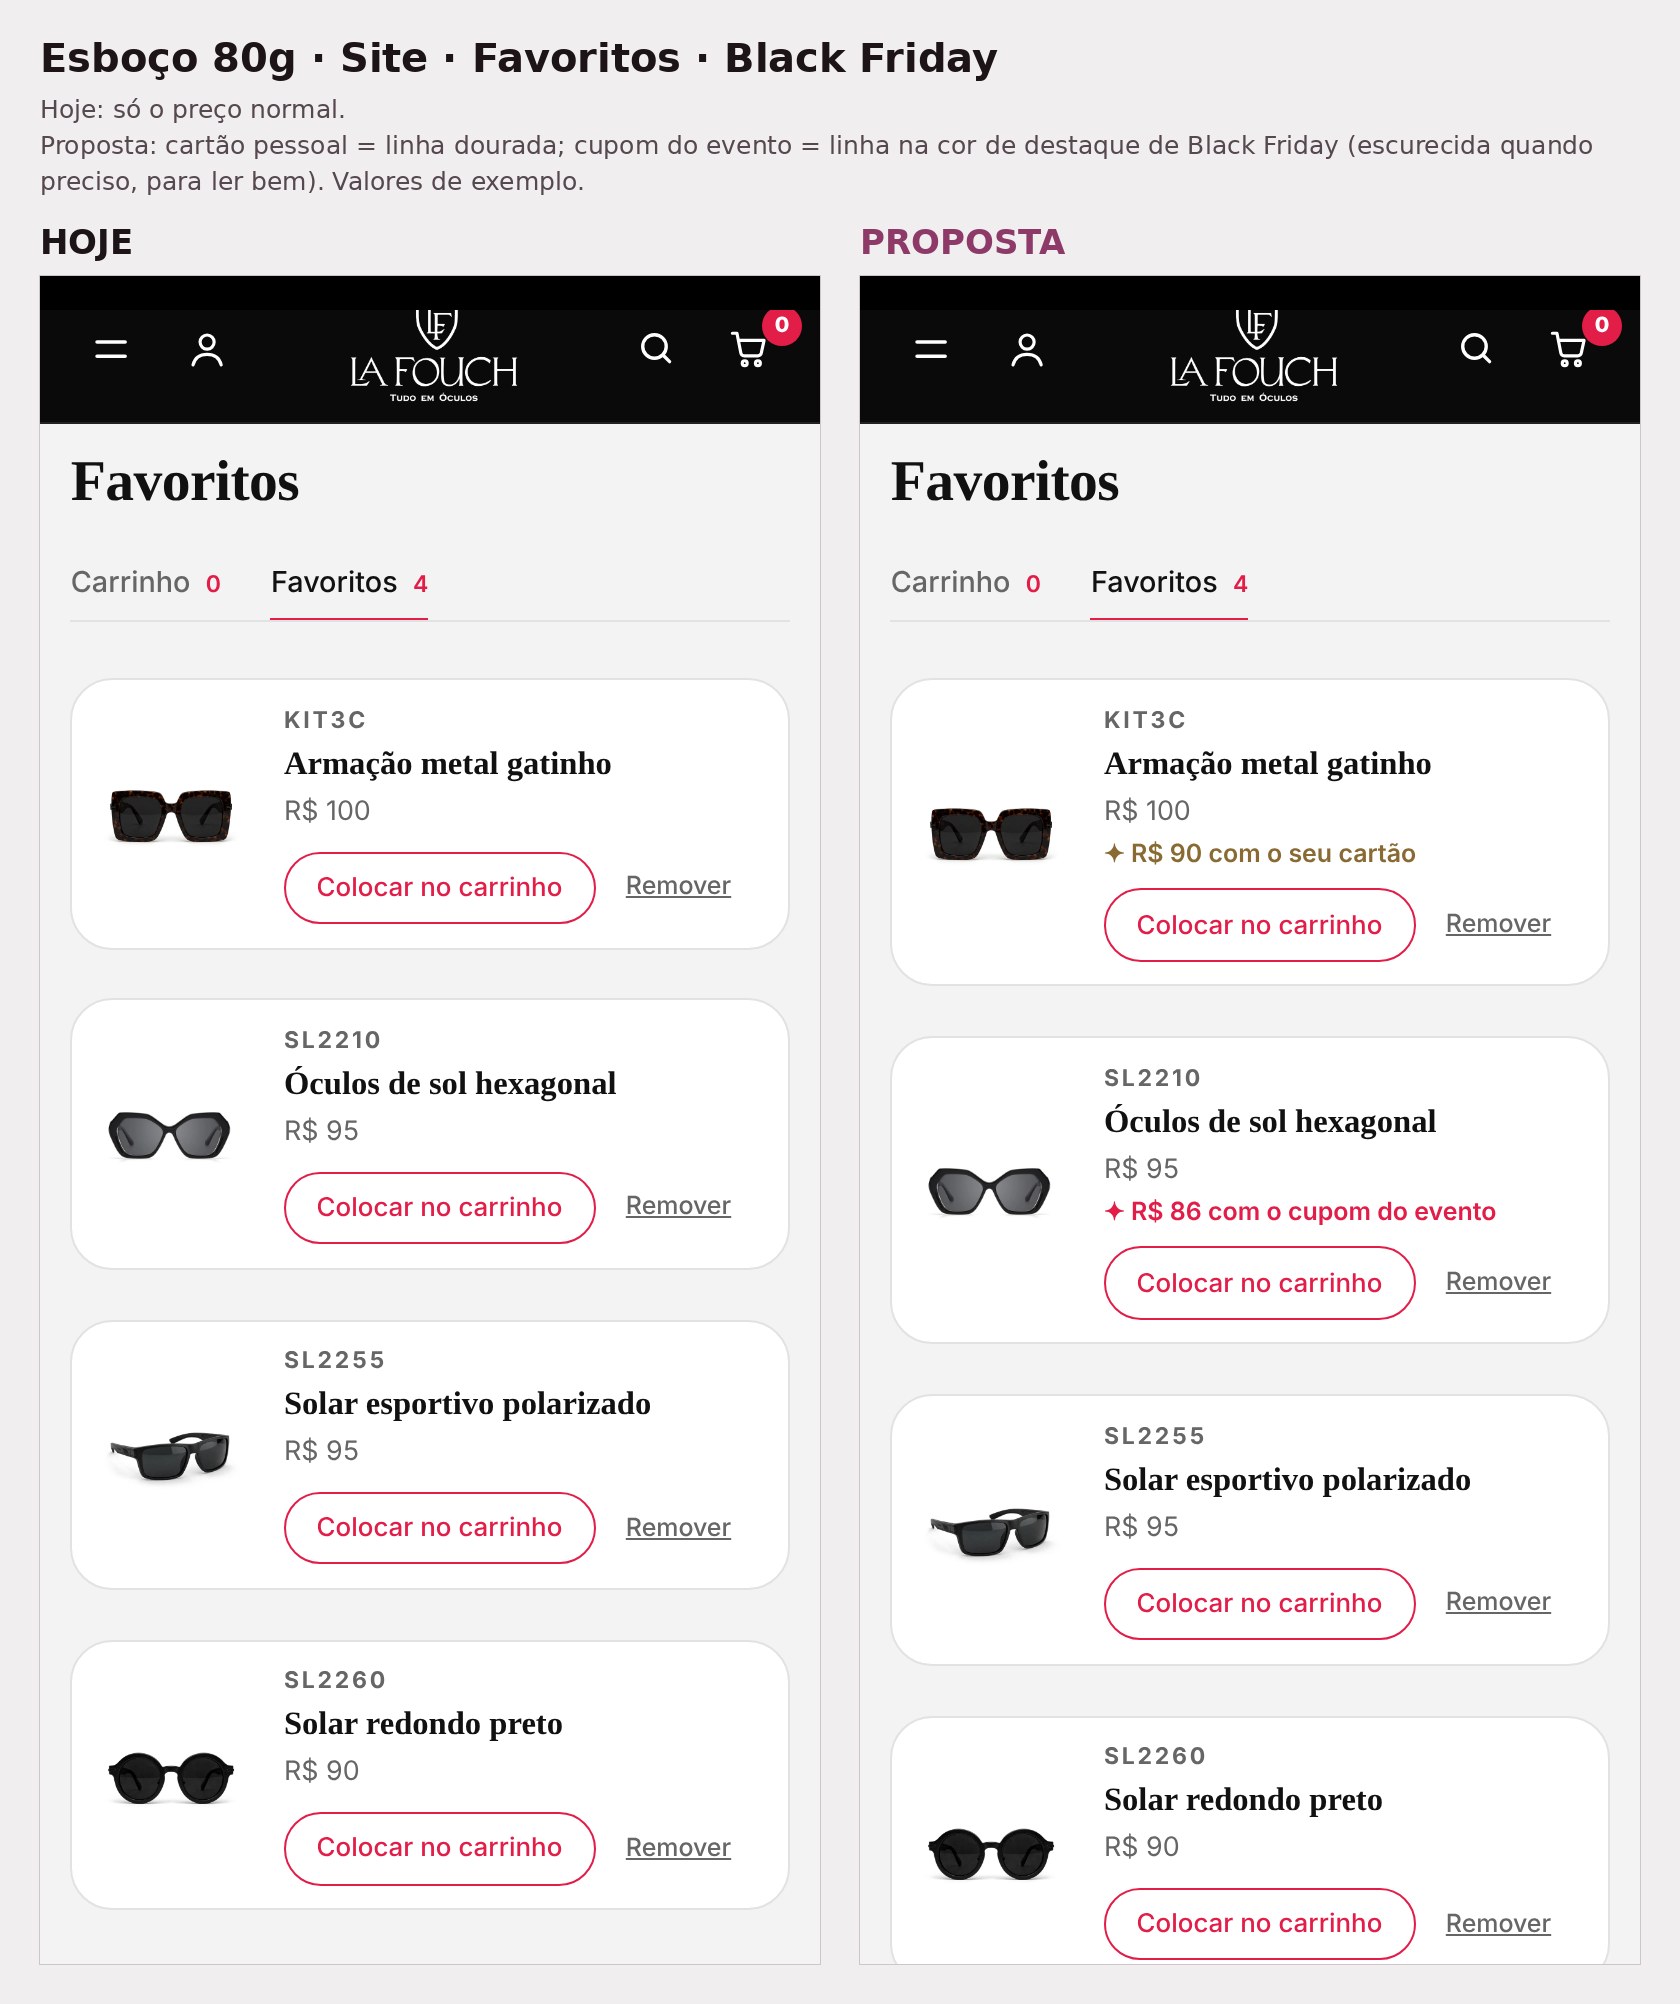 Esboço 80g · Site · Favoritos · Black Friday
Hoje: só o preço normal.
Proposta: cartão pessoal = linha dourada; cupom do evento = linha na cor de destaque de Black Friday (escurecida quando
preciso, para ler bem). Valores de exemplo.
HOJE
0
LF
LA FOUCH
Tudo em Óculos
Favoritos
Carrinho 0 Favoritos 4
KIT3C
Armação metal gatinho
R$ 100
Colocar no carrinho Remover
SL2210
Óculos de sol hexagonal
R$ 95
Colocar no carrinho Remover
SL2255
Solar esportivo polarizado
R$ 95
Colocar no carrinho Remover
SL2260
Solar redondo preto
R$ 90
Colocar no carrinho Remover
PROPOSTA
0
LF
LA FOUCH
Tudo em Óculos
Favoritos
Carrinho 0 Favoritos 4
KIT3C
Armação metal gatinho
R$ 100
✦ R$ 90 com o seu cartão
Colocar no carrinho Remover
SL2210
Óculos de sol hexagonal
R$ 95
✦ R$ 86 com o cupom do evento
Colocar no carrinho Remover
SL2255
Solar esportivo polarizado
R$ 95
Colocar no carrinho Remover
SL2260
Solar redondo preto
R$ 90
Colocar no carrinho Remover